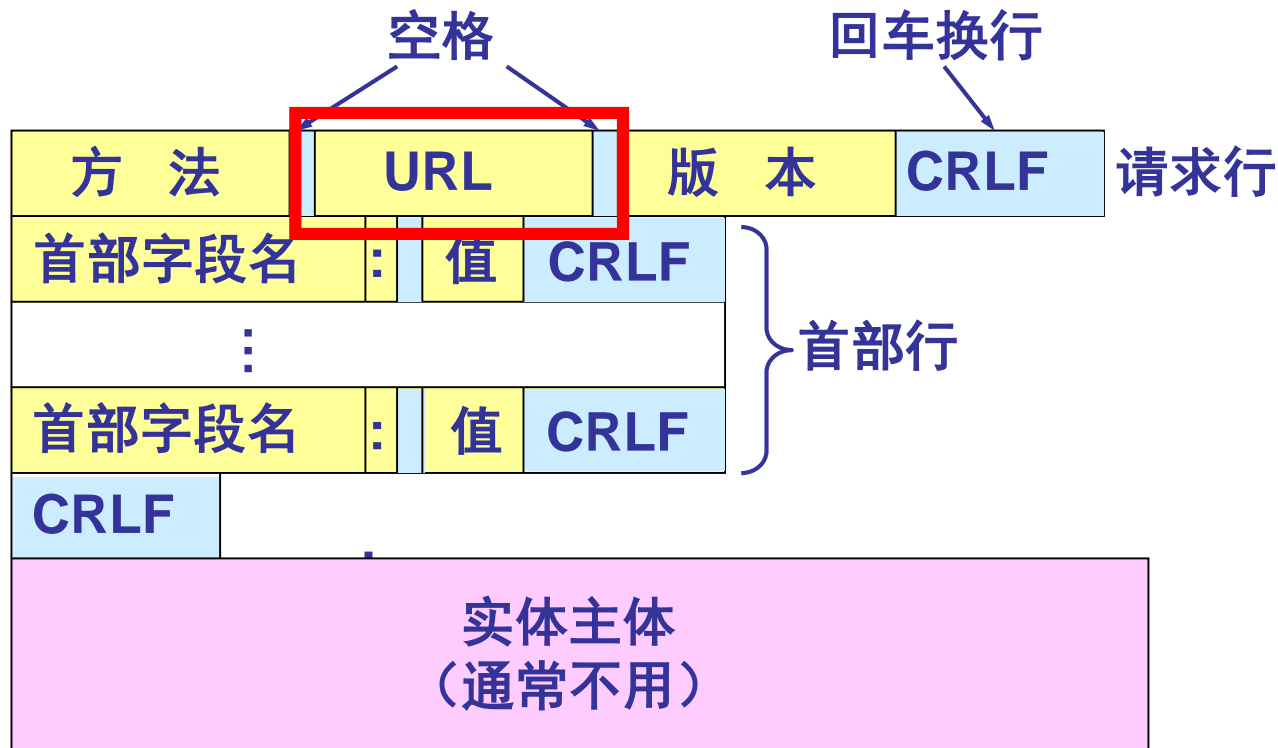 空格 回车换行
方 法 URL 版 本 CRLF 请求行
首部字段名 : 值 CRLF
⋮ 首部行
首部字段名 : 值 CRLF
CRLF
实体主体
（通常不用）